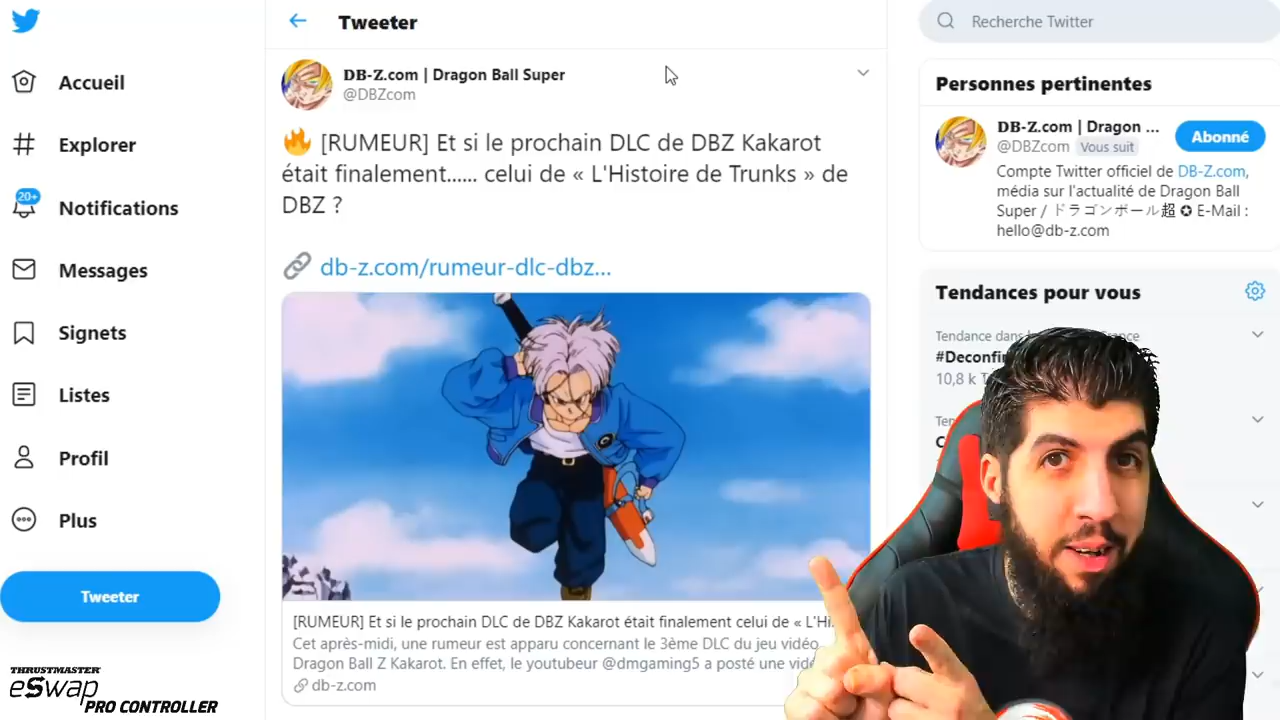 Accueil
Explorer
20+
Notifications
Messages
Signets
Listes
Profil
Plus
Tweeter
THRUSTMASTER
eSwap
PRO CONTROLLER
Tweeter
DB-Z.com | Dragon Ball Super
@DBZcom
[RUMEUR] Et si le prochain DLC de DBZ Kakarot
était finalement...... celui de « L'Histoire de Trunks » de
DBZ ?
db-z.com/rumeur-dlc-dbz...
[RUMEUR] Et si le prochain DLC de DBZ Kakarot était finalement celui de « L'Hi
Cet après-midi, une rumeur est apparu concernant le 3ème DLC du jeu vidéo
Dragon Ball Z Kakarot. En effet, le youtubeur @dmgaming5 a posté une vidé
db-z.com
Recherche Twitter
Personnes pertinentes
DB-Z.com | Dragon ...
@DBZcom Vous suit
Abonné
Compte Twitter officiel de DB-Z.com,
média sur l'actualité de Dragon Ball
Super / ドラゴンボール超 ✪ E-Mail :
hello@db-z.com
Tendances pour vous
Tendance dans
#Deconfi
10,8 k